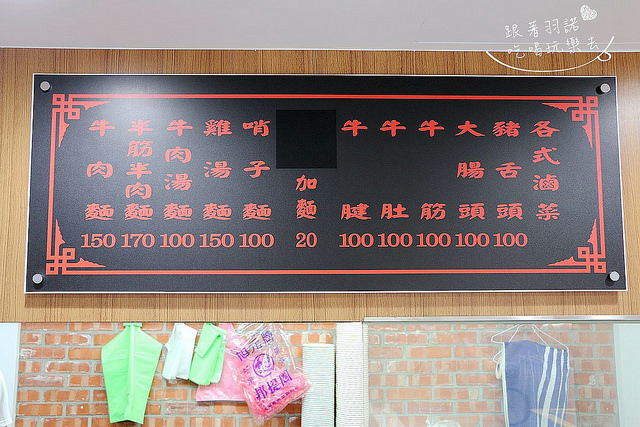 跟著羽諾
吃喝玩樂去
牛肉麵 150
半筋半肉麵 170
牛肉湯麵 100
雞湯麵 150
哨子麵 100
加麵 20
牛腱 100
牛肚 100
牛筋 100
大腸頭 100
豬舌頭 100
各式滷菜